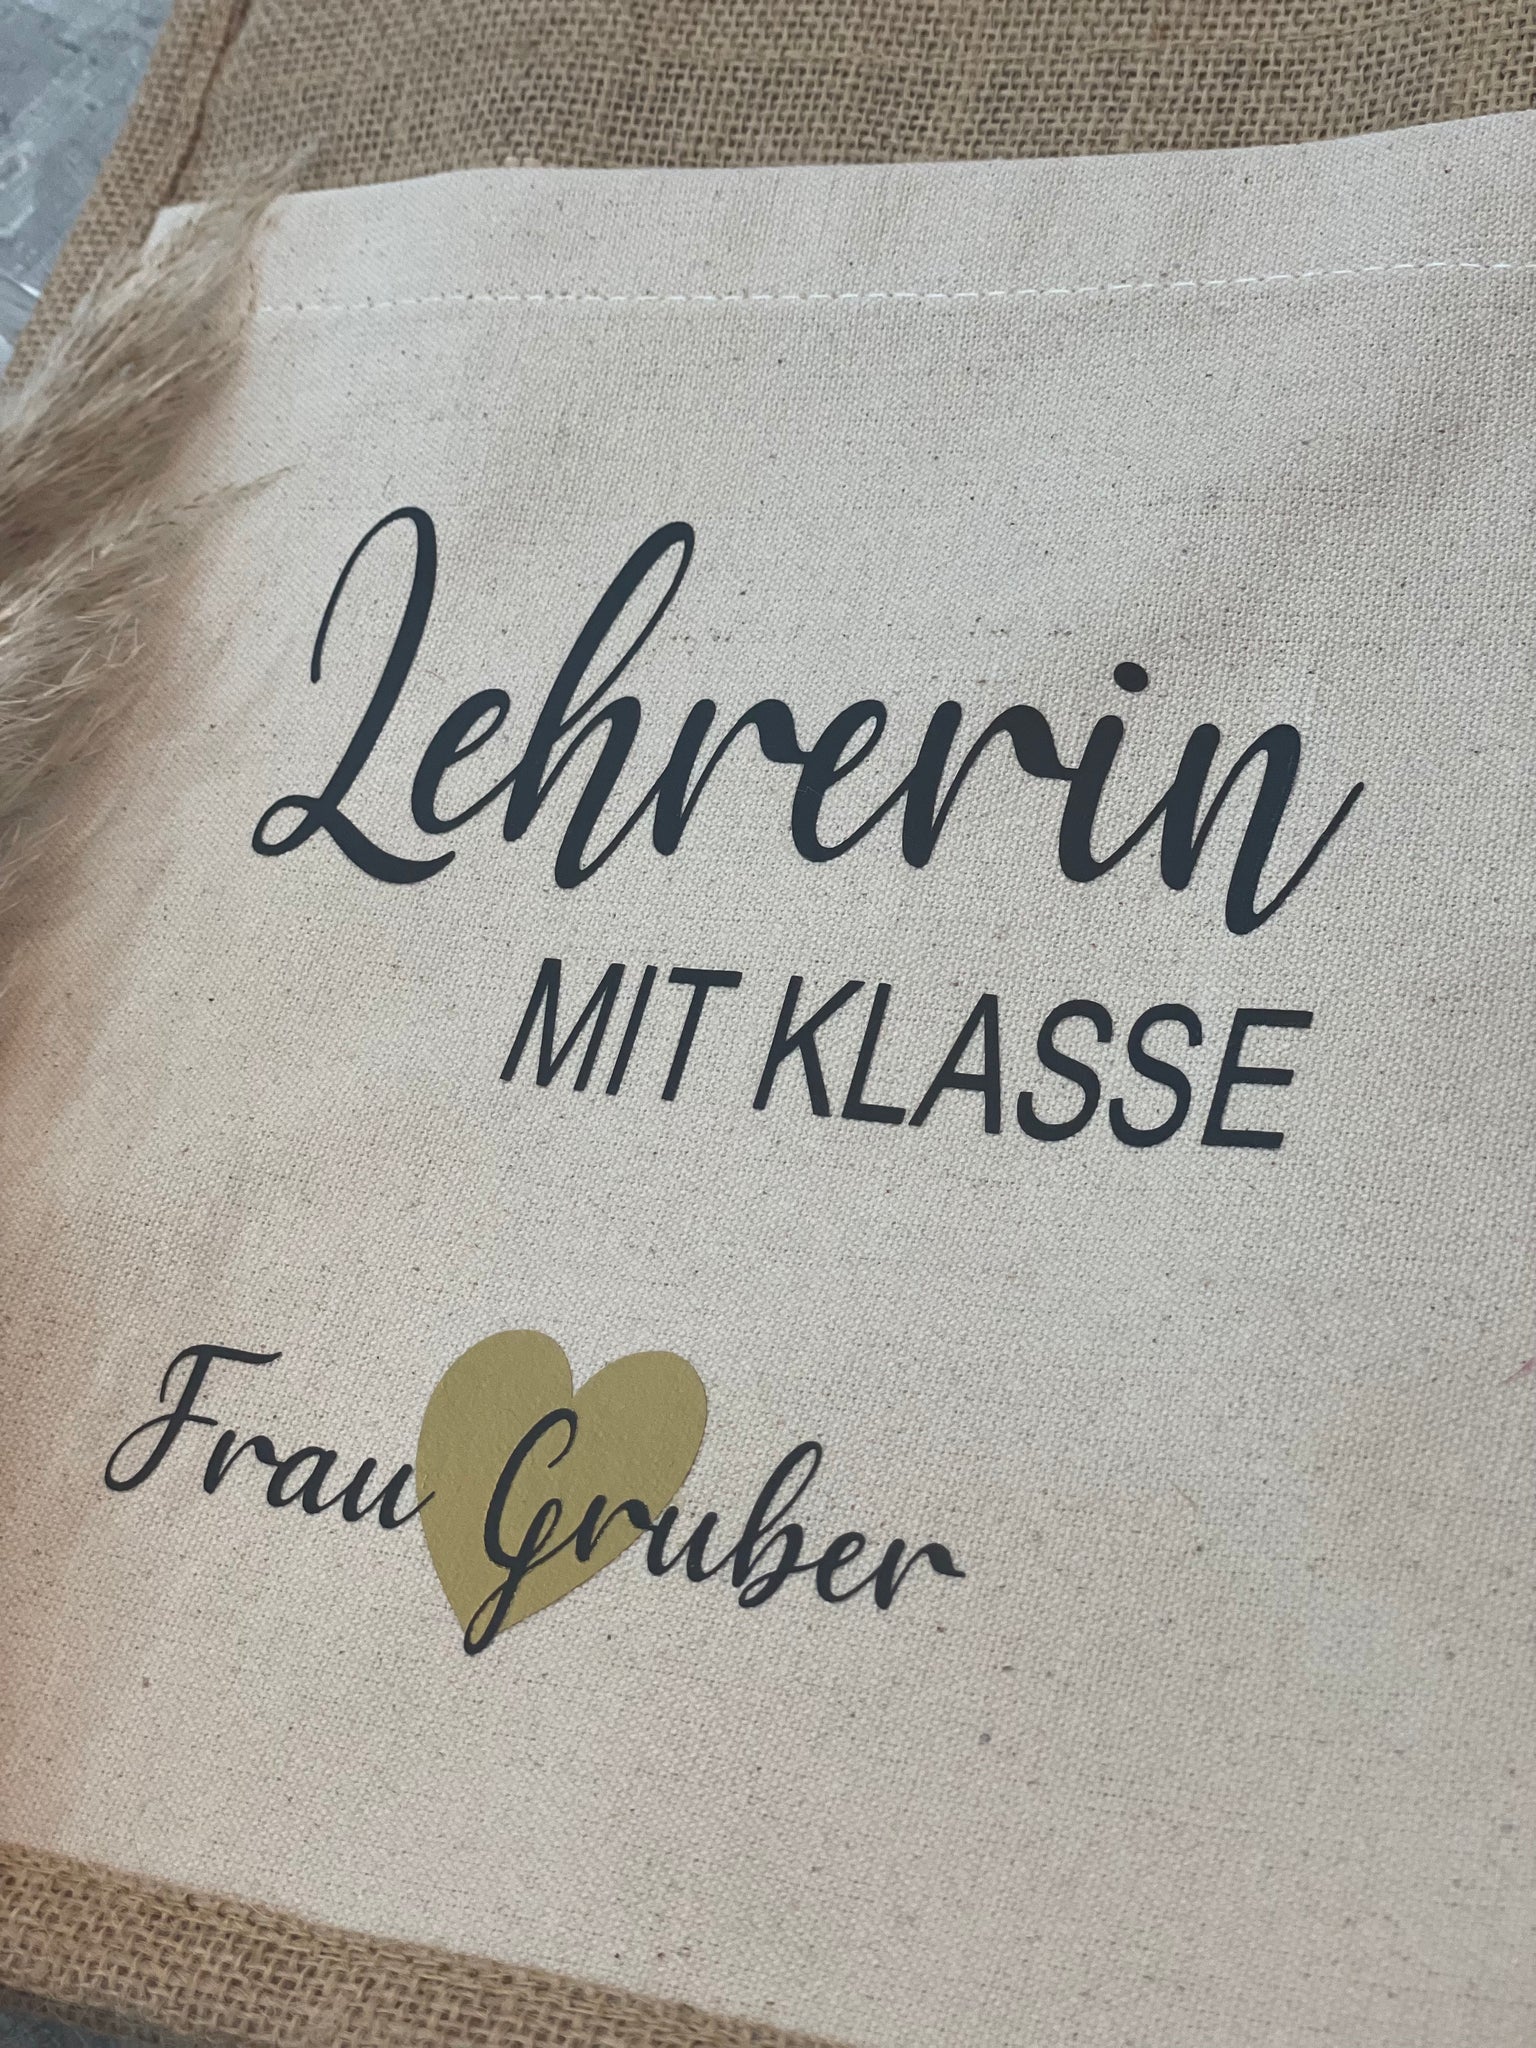 Lehrerin
MIT KLASSE
Frau Gruber